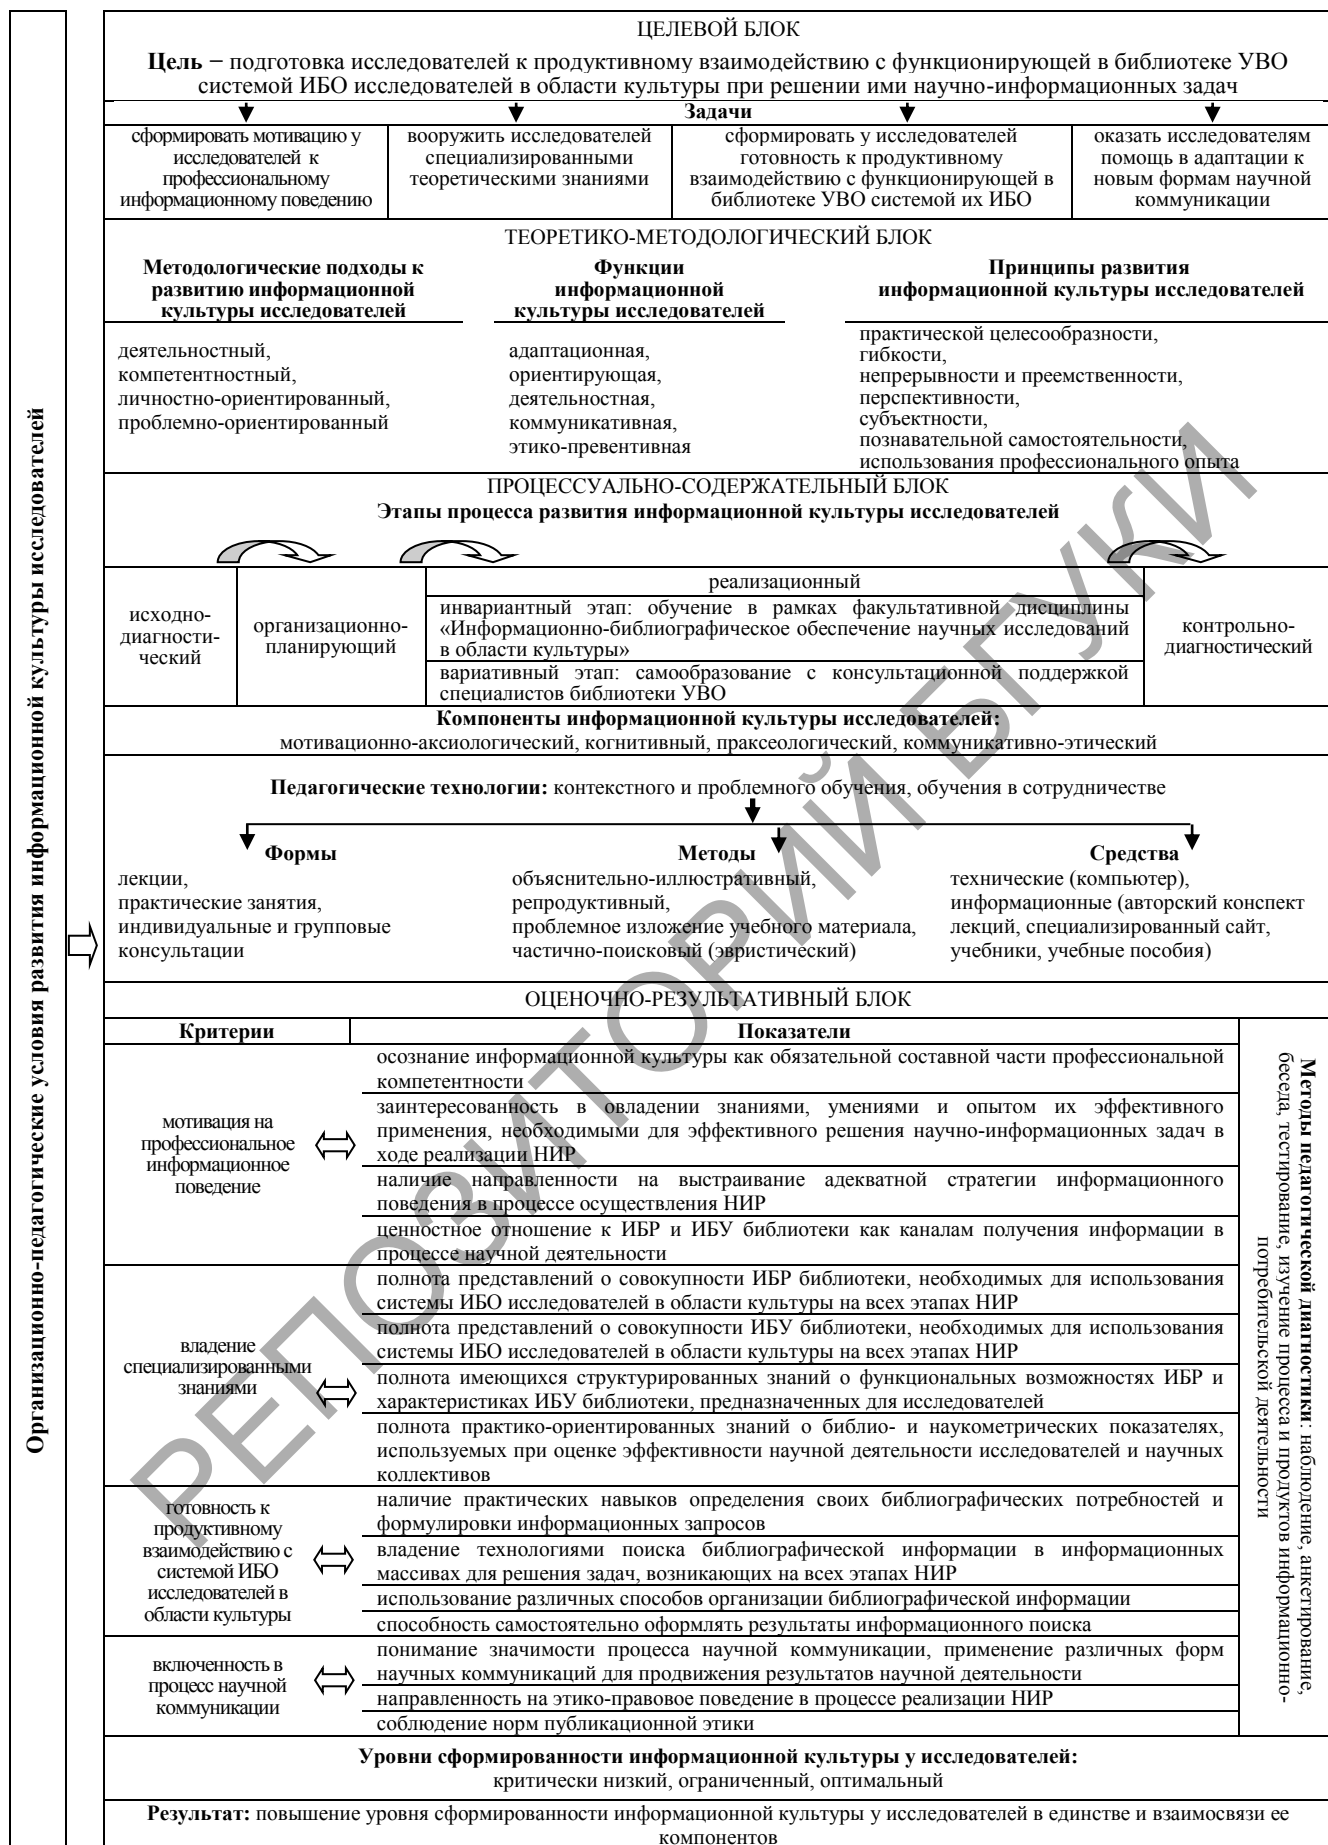 Организационно-педагогические условия развития информационной культуры исследователей
ЦЕЛЕВОЙ БЛОК
Цель − подготовка исследователей к продуктивному взаимодействию с функционирующей в библиотеке УВО
системой ИБО исследователей в области культуры при решении ими научно-информационных задач
Задачи
сформировать мотивацию у
исследователей к
профессиональному
информационному поведению
вооружить исследователей
специализированными
теоретическими знаниями
сформировать у исследователей
готовность к продуктивному
взаимодействию с функционирующей в
библиотеке УВО системой их ИБО
оказать исследователям
помощь в адаптации к
новым формам научной
коммуникации
ТЕОРЕТИКО-МЕТОДОЛОГИЧЕСКИЙ БЛОК
Методологические подходы к
развитию информационной
культуры исследователей
деятельностный,
компетентностный,
личностно-ориентированный,
проблемно-ориентированный
Функции
информационной
культуры исследователей
адаптационная,
ориентирующая,
деятельностная,
коммуникативная,
этико-превентивная
Принципы развития
информационной культуры исследователей
практической целесообразности,
гибкости,
непрерывности и преемственности,
перспективности,
субъектности,
познавательной самостоятельности,
использования профессионального опыта
ПРОЦЕССУАЛЬНО-СОДЕРЖАТЕЛЬНЫЙ БЛОК
Этапы процесса развития информационной культуры исследователей
исходно-
диагности-
ческий
организационно-
планирующий
реализационный
инвариантный этап: обучение в рамках факультативной дисциплины
«Информационно-библиографическое обеспечение научных исследований
в области культуры»
вариативный этап: самообразование с консультационной поддержкой
специалистов библиотеки УВО
контрольно-
диагностический
Компоненты информационной культуры исследователей:
мотивационно-аксиологический, когнитивный, праксеологический, коммуникативно-этический
Педагогические технологии: контекстного и проблемного обучения, обучения в сотрудничестве
Формы
лекции,
практические занятия,
индивидуальные и групповые
консультации
Методы
объяснительно-иллюстративный,
репродуктивный,
проблемное изложение учебного материала,
частично-поисковый (эвристический)
Средства
технические (компьютер),
информационные (авторский конспект
лекций, специализированный сайт,
учебники, учебные пособия)
ОЦЕНОЧНО-РЕЗУЛЬТАТИВНЫЙ БЛОК
Критерии
Показатели
мотивация на
профессиональное
информационное
поведение
осознание информационной культуры как обязательной составной части профессиональной
компетентности
заинтересованность в овладении знаниями, умениями и опытом их эффективного
применения, необходимыми для эффективного решения научно-информационных задач в
ходе реализации НИР
наличие направленности на выстраивание адекватной стратегии информационного
поведения в процессе осуществления НИР
ценностное отношение к ИБР и ИБУ библиотеки как каналам получения информации в
процессе научной деятельности
владение
специализированными
знаниями
полнота представлений о совокупности ИБР библиотеки, необходимых для использования
системы ИБО исследователей в области культуры на всех этапах НИР
полнота представлений о совокупности ИБУ библиотеки, необходимых для использования
системы ИБО исследователей в области культуры на всех этапах НИР
полнота имеющихся структурированных знаний о функциональных возможностях ИБР и
характеристиках ИБУ библиотеки, предназначенных для исследователей
полнота практико-ориентированных знаний о библио- и наукометрических показателях,
используемых при оценке эффективности научной деятельности исследователей и научных
коллективов
готовность к
продуктивному
взаимодействию с
системой ИБО
исследователей в
области культуры
наличие практических навыков определения своих библиографических потребностей и
формулировки информационных запросов
владение технологиями поиска библиографической информации в информационных
массивах для решения задач, возникающих на всех этапах НИР
использование различных способов организации библиографической информации
способность самостоятельно оформлять результаты информационного поиска
включенность в
процесс научной
коммуникации
понимание значимости процесса научной коммуникации, применение различных форм
научных коммуникаций для продвижения результатов научной деятельности
направленность на этико-правовое поведение в процессе реализации НИР
соблюдение норм публикационной этики
Методы педагогической диагностики: наблюдение, анкетирование,
беседа, тестирование, изучение процесса и продуктов информационно-
потребительской деятельности
Уровни сформированности информационной культуры у исследователей:
критически низкий, ограниченный, оптимальный
Результат: повышение уровня сформированности информационной культуры у исследователей в единстве и взаимосвязи ее
компонентов
РЕПОЗИТОРИЙ БГУКИ